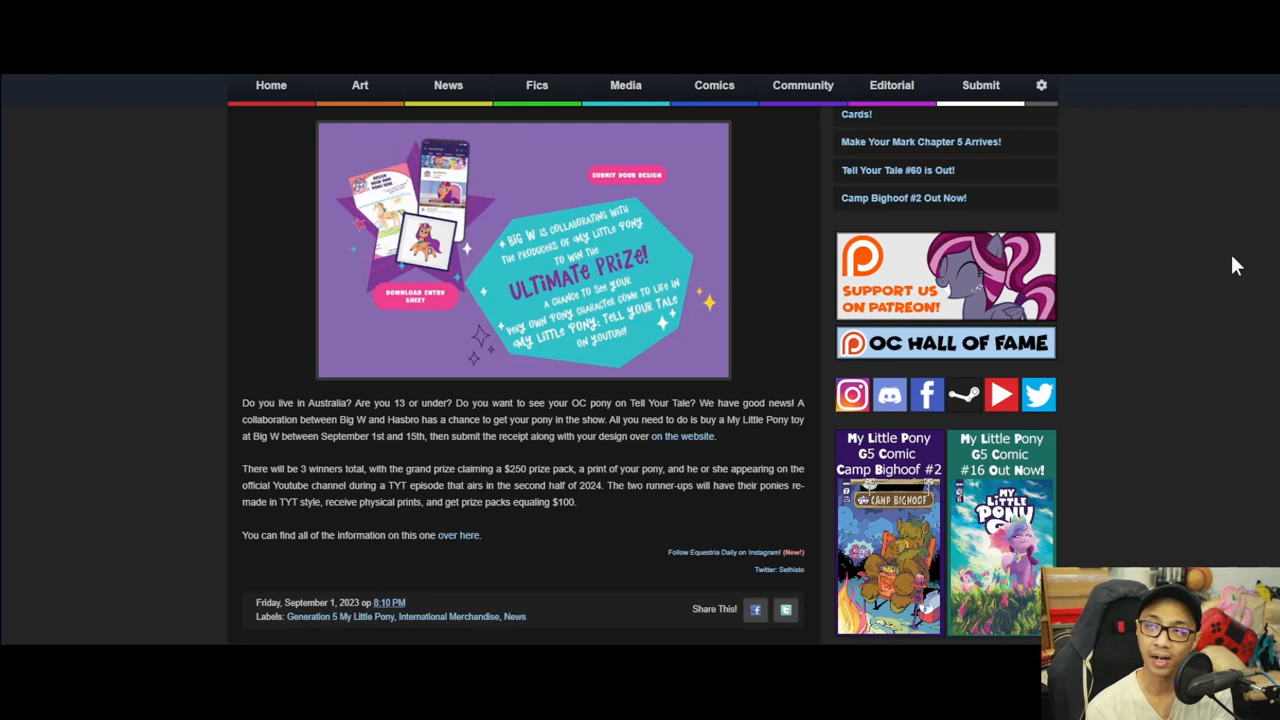 Home Art News Fics Media Comics Community Editorial Submit
DOWNLOAD ENTRY
SHEET
SUBMIT YOUR DESIGN
BIG W IS COLLABORATING WITH
THE PRODUCERS OF MY LITTLE PONY
TO WIN THE
ULTIMATE PRIZE!
A CHANCE TO SEE YOUR
VERY OWN PONY CHARACTER COME TO LIFE IN
MY LITTLE PONY: TELL YOUR TALE
ON YOUTUBE!
Do you live in Australia? Are you 13 or under? Do you want to see your OC pony on Tell Your Tale? We have good news! A
collaboration between Big W and Hasbro has a chance to get your pony in the show. All you need to do is buy a My Little Pony toy
at Big W between September 1st and 15th, then submit the receipt along with your design over on the website.
There will be 3 winners total, with the grand prize claiming a $250 prize pack, a print of your pony, and he or she appearing on the
official Youtube channel during a TYT episode that airs in the second half of 2024. The two runner-ups will have their ponies re-
made in TYT style, receive physical prints, and get prize packs equaling $100.
You can find all of the information on this one over here.
Follow Equestria Daily on Instagram! (New!)
Twitter: Sethisto
Friday, September 1, 2023 op 8:10 PM
Labels: Generation 5 My Little Pony, International Merchandise, News
Share This!
Cards!
Make Your Mark Chapter 5 Arrives!
Tell Your Tale #60 is Out!
Camp Bighoof #2 Out Now!
SUPPORT US
ON PATREON!
OC HALL OF FAME
My Little Pony
G5 Comic
Camp Bighoof #2
CAMP BIGHOOF
My Little Pony
G5 Comic
#16 Out Now!
MY
LITTLE
PONY